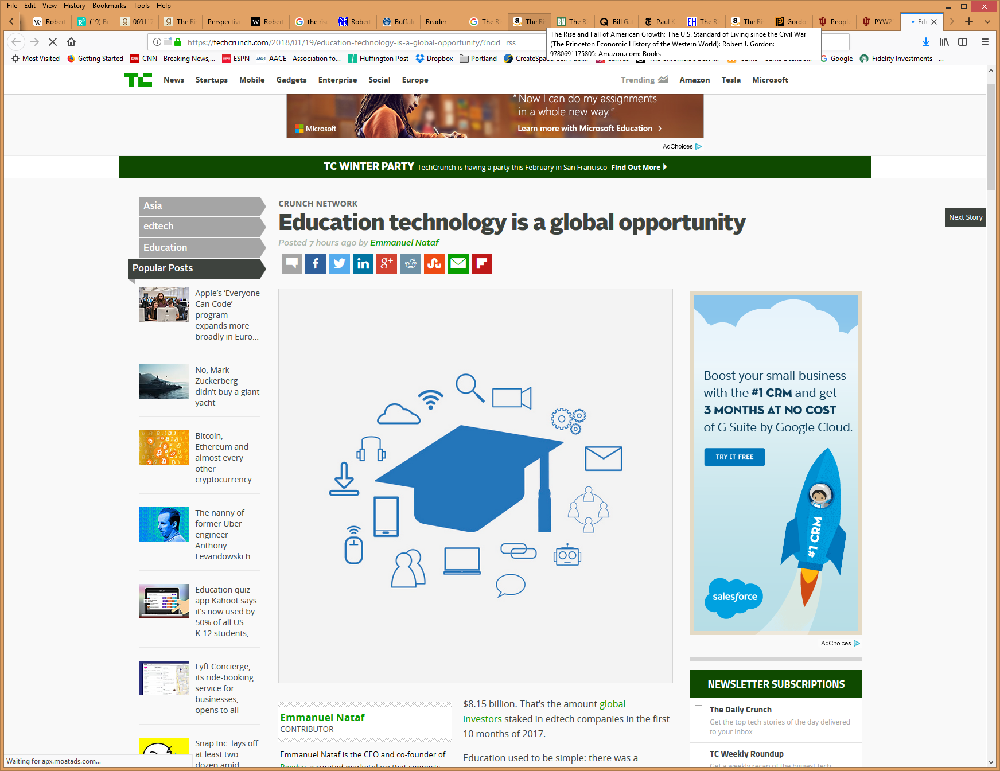 File Edit View History Bookmarks Tools Help
Robert
(19) Bo
06911
The Ri
Perspectiv
Robert
the ris
Robert
Buffal
Reader
The Ri
The Ri
The Ri
Bill Ga
Paul K
The Ri
The Ri
Gordo
People
PYW2
Edu
https://techcrunch.com/2018/01/19/education-technology-is-a-global-opportunity/?ncid=rss
The Rise and Fall of American Growth: The U.S. Standard of Living since the Civil War
(The Princeton Economic History of the Western World): Robert J. Gordon:
9780691175805: Amazon.com: Books
Most Visited Getting Started CNN - Breaking News,... ESPN AACE - Association fo... Huffington Post Dropbox Portland Google Fidelity Investments - ...
TC News Startups Mobile Gadgets Enterprise Social Europe Trending Amazon Tesla Microsoft
“Now I can do my assignments
in a whole new way.”
Microsoft
Learn more with Microsoft Education >
AdChoices
TC WINTER PARTY TechCrunch is having a party this February in San Francisco Find Out More
Asia
edtech
Education
Popular Posts
Apple’s ‘Everyone
Can Code’
program
expands more
broadly in Euro...
No, Mark
Zuckerberg
didn’t buy a giant
yacht
Bitcoin,
Ethereum and
almost every
other
cryptocurrency ...
The nanny of
former Uber
engineer
Anthony
Levandowski h...
Education quiz
app Kahoot says
it’s now used by
50% of all US
K-12 students, ...
Lyft Concierge,
its ride-booking
service for
businesses,
opens to all
Snap Inc. lays off
at least two
dozen amid
CRUNCH NETWORK
Education technology is a global opportunity
Posted 7 hours ago by Emmanuel Nataf
Next Story
Emmanuel Nataf
CONTRIBUTOR
Emmanuel Nataf is the CEO and co-founder of
Reedsy, a curated marketplace that connects
$8.15 billion. That’s the amount global
investors staked in edtech companies in the first
10 months of 2017.
Education used to be simple: there was a
Boost your small business
with the #1 CRM and get
3 MONTHS AT NO COST
of G Suite by Google Cloud.
TRY IT FREE
#1 CRM
salesforce
AdChoices
NEWSLETTER SUBSCRIPTIONS
The Daily Crunch
Get the top tech stories of the day delivered
to your inbox
TC Weekly Roundup
Get a weekly recap of the biggest tech
Waiting for apx.moatads.com...